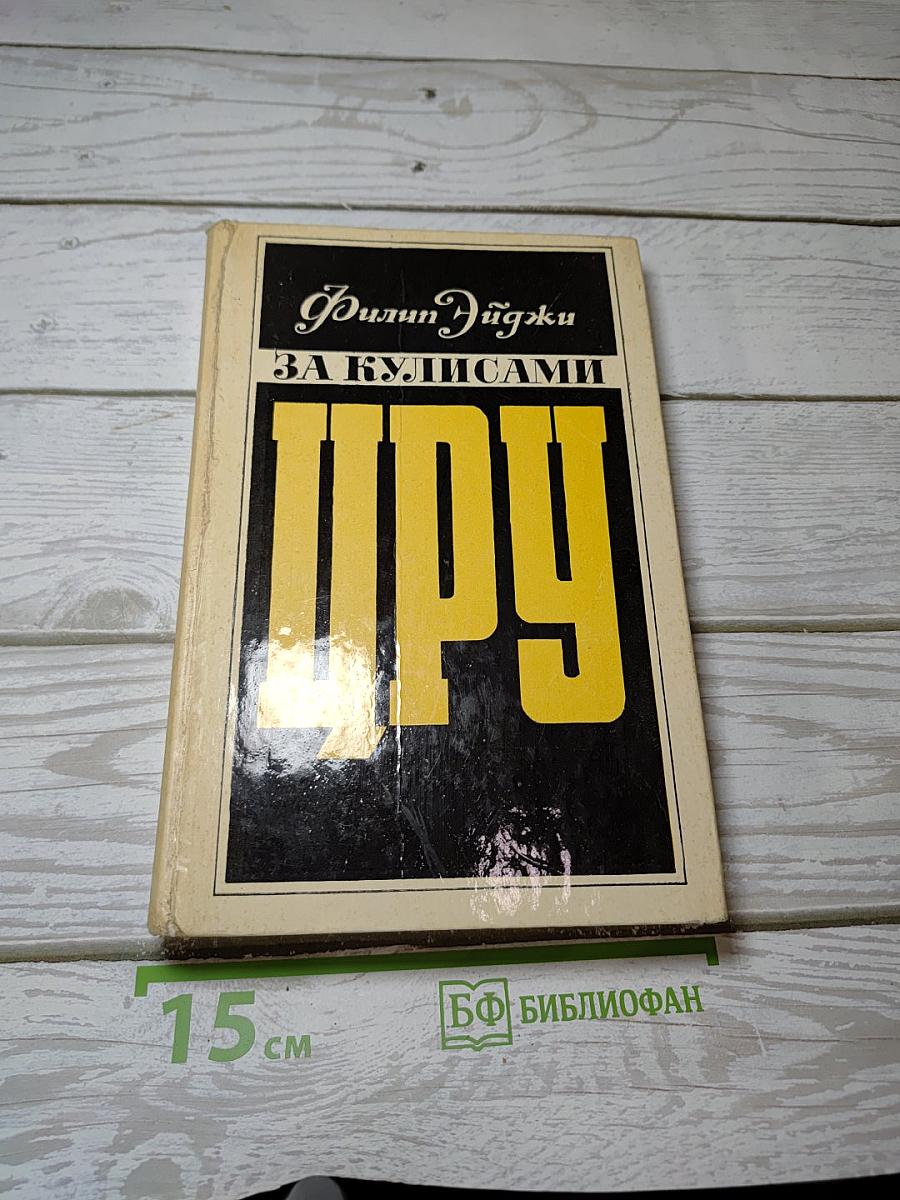 Филип Эйджи
ЗА КУЛИСАМИ
ЦРУ
15 см
БФ БИБЛИОФАН